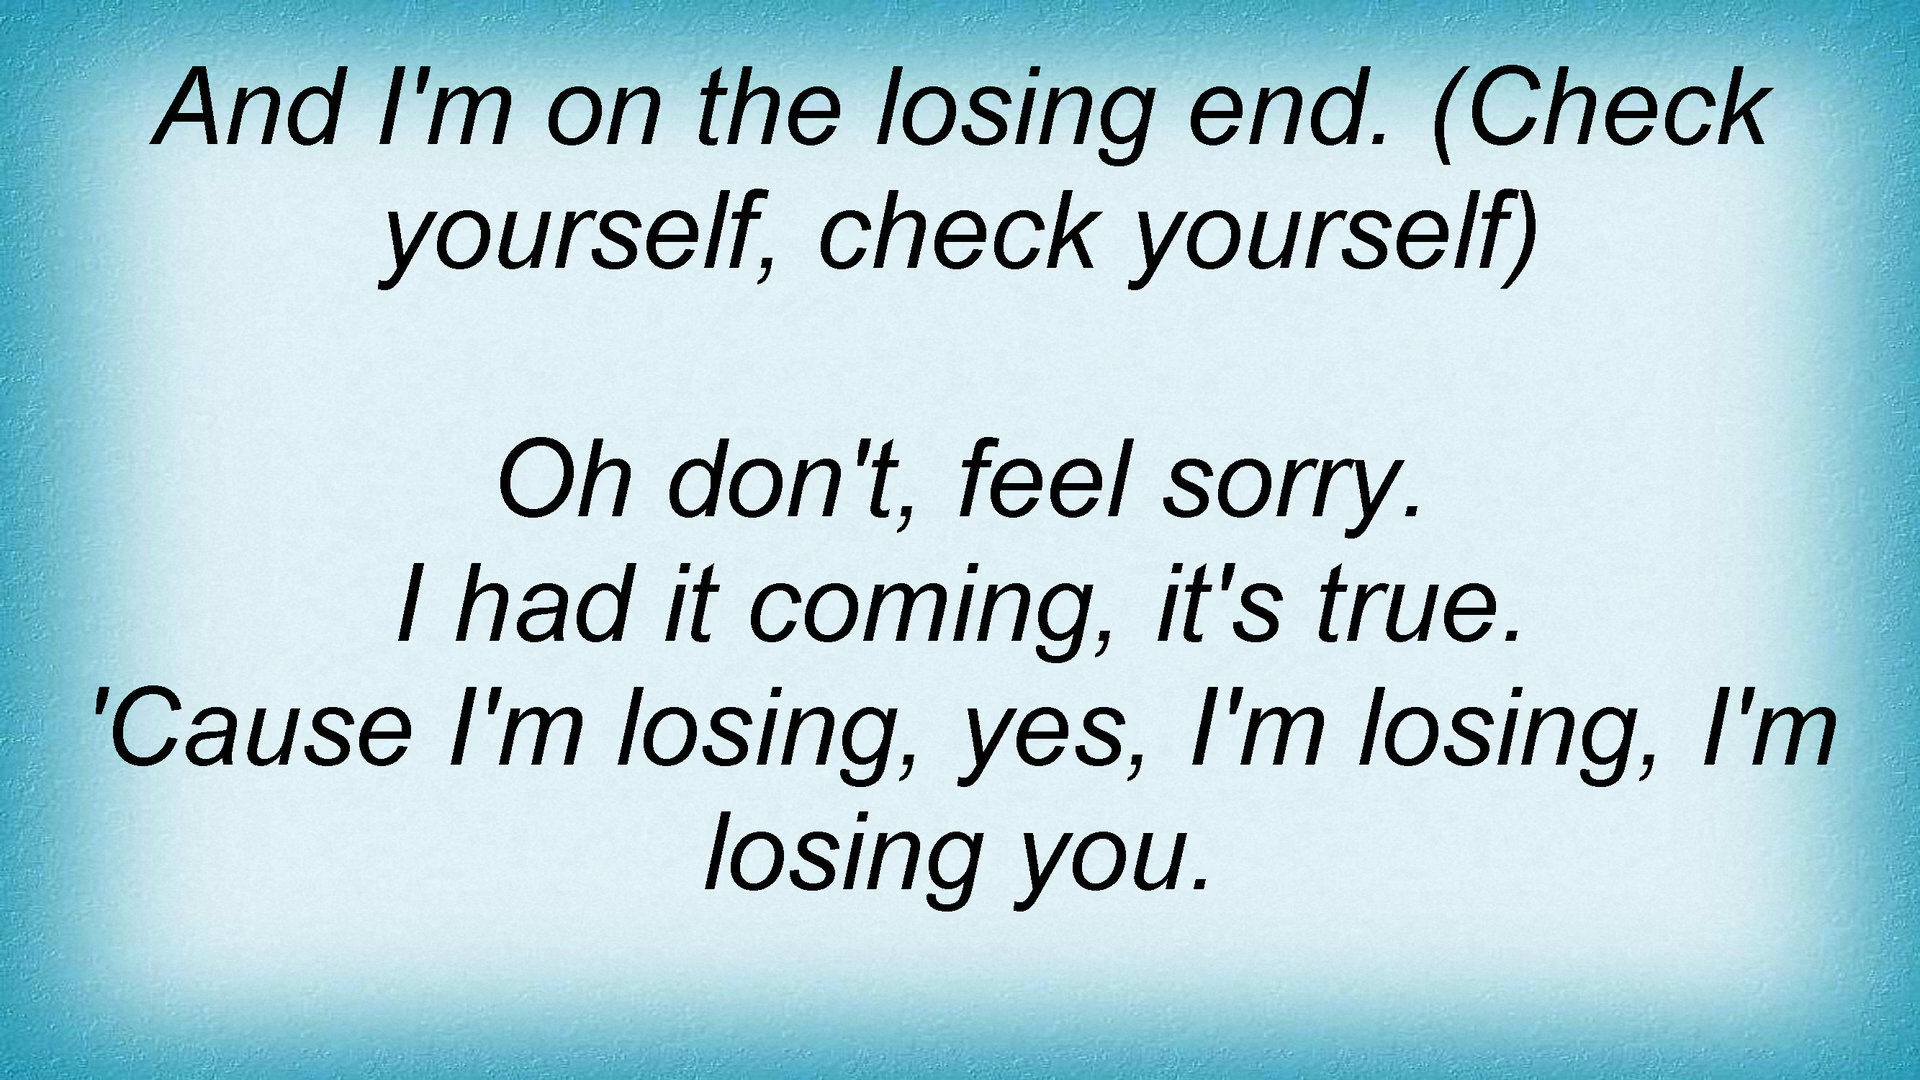 And I'm on the losing end. (Check
yourself, check yourself)
Oh don't, feel sorry.
I had it coming, it's true.
'Cause I'm losing, yes, I'm losing, I'm
losing you.